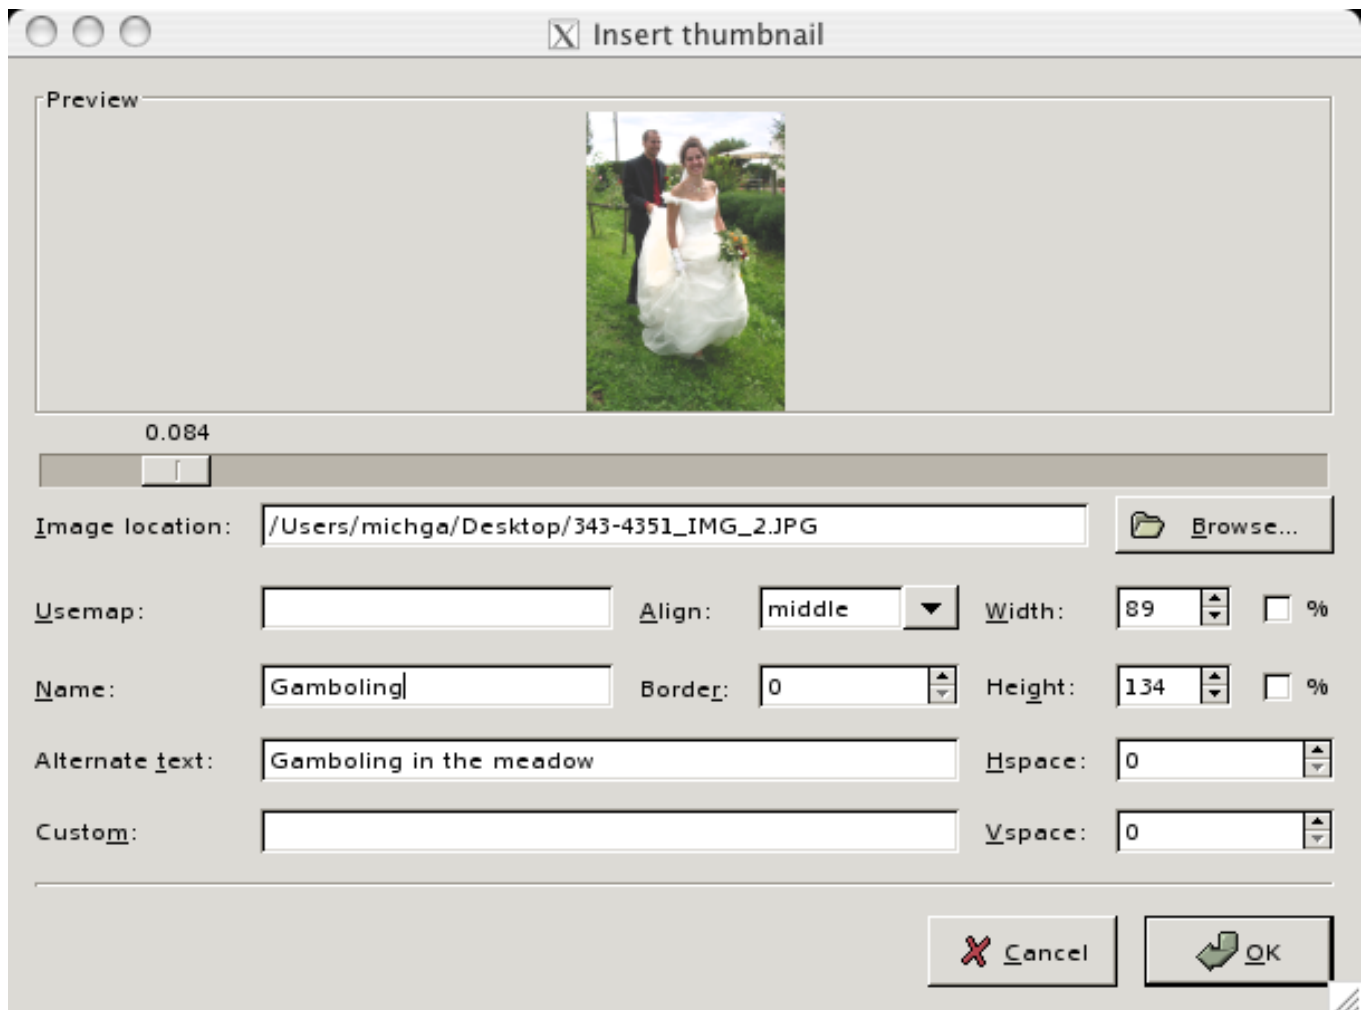 Insert thumbnail
Preview
0.084
Image location: /Users/michga/Desktop/343-4351_IMG_2.JPG Browse...
Usemap: Align: middle Width: 89 %
Name: Gamboling Border: 0 Height: 134 %
Alternate text: Gamboling in the meadow Hspace: 0
Custom: Vspace: 0
Cancel OK